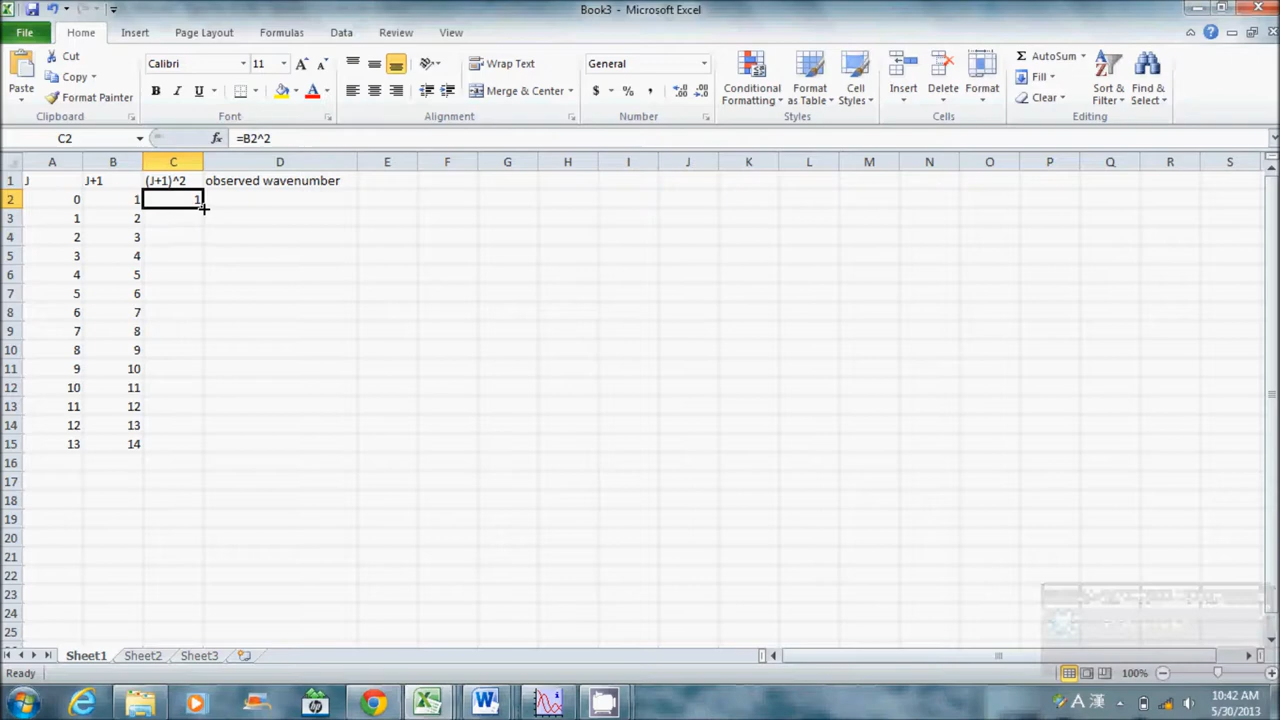 Book3 - Microsoft Excel
File Home Insert Page Layout Formulas Data Review View
Paste
Cut
Copy
Format Painter
Clipboard
Calibri 11
B I U
Font
Wrap Text
Merge & Center
Alignment
General
$ % ,
Number
Conditional Formatting
Format as Table
Cell Styles
Styles
Insert
Delete
Format
Cells
AutoSum
Fill
Clear
Sort & Filter
Find & Select
Editing
C2 fx =B2^2
A B C D E F G H I J K L M N O P Q R S
1 J J+1 (J+1)^2 observed wavenumber
2 0 1 1
3 1 2
4 2 3
5 3 4
6 4 5
7 5 6
8 6 7
9 7 8
10 8 9
11 9 10
12 10 11
13 11 12
14 12 13
15 13 14
16
17
18
19
20
21
22
23
24
25
Sheet1 Sheet2 Sheet3
Ready 100%
A 漢 10:42 AM
5/30/2013